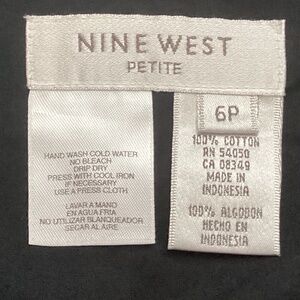 NINE WEST
PETITE
HAND WASH COLD WATER
NO BLEACH
DRIP DRY
PRESS WITH COOL IRON
IF NECESSARY
USE A PRESS CLOTH
LAVAR A MANO
EN AGUA FRIA
NO UTILIZAR BLANQUEADOR
SECAR AL AIRE
6P
100% COTTON
RN 54050
CA 08349
MADE IN
INDONESIA
100% ALGODON
HECHO EN
INDONESIA